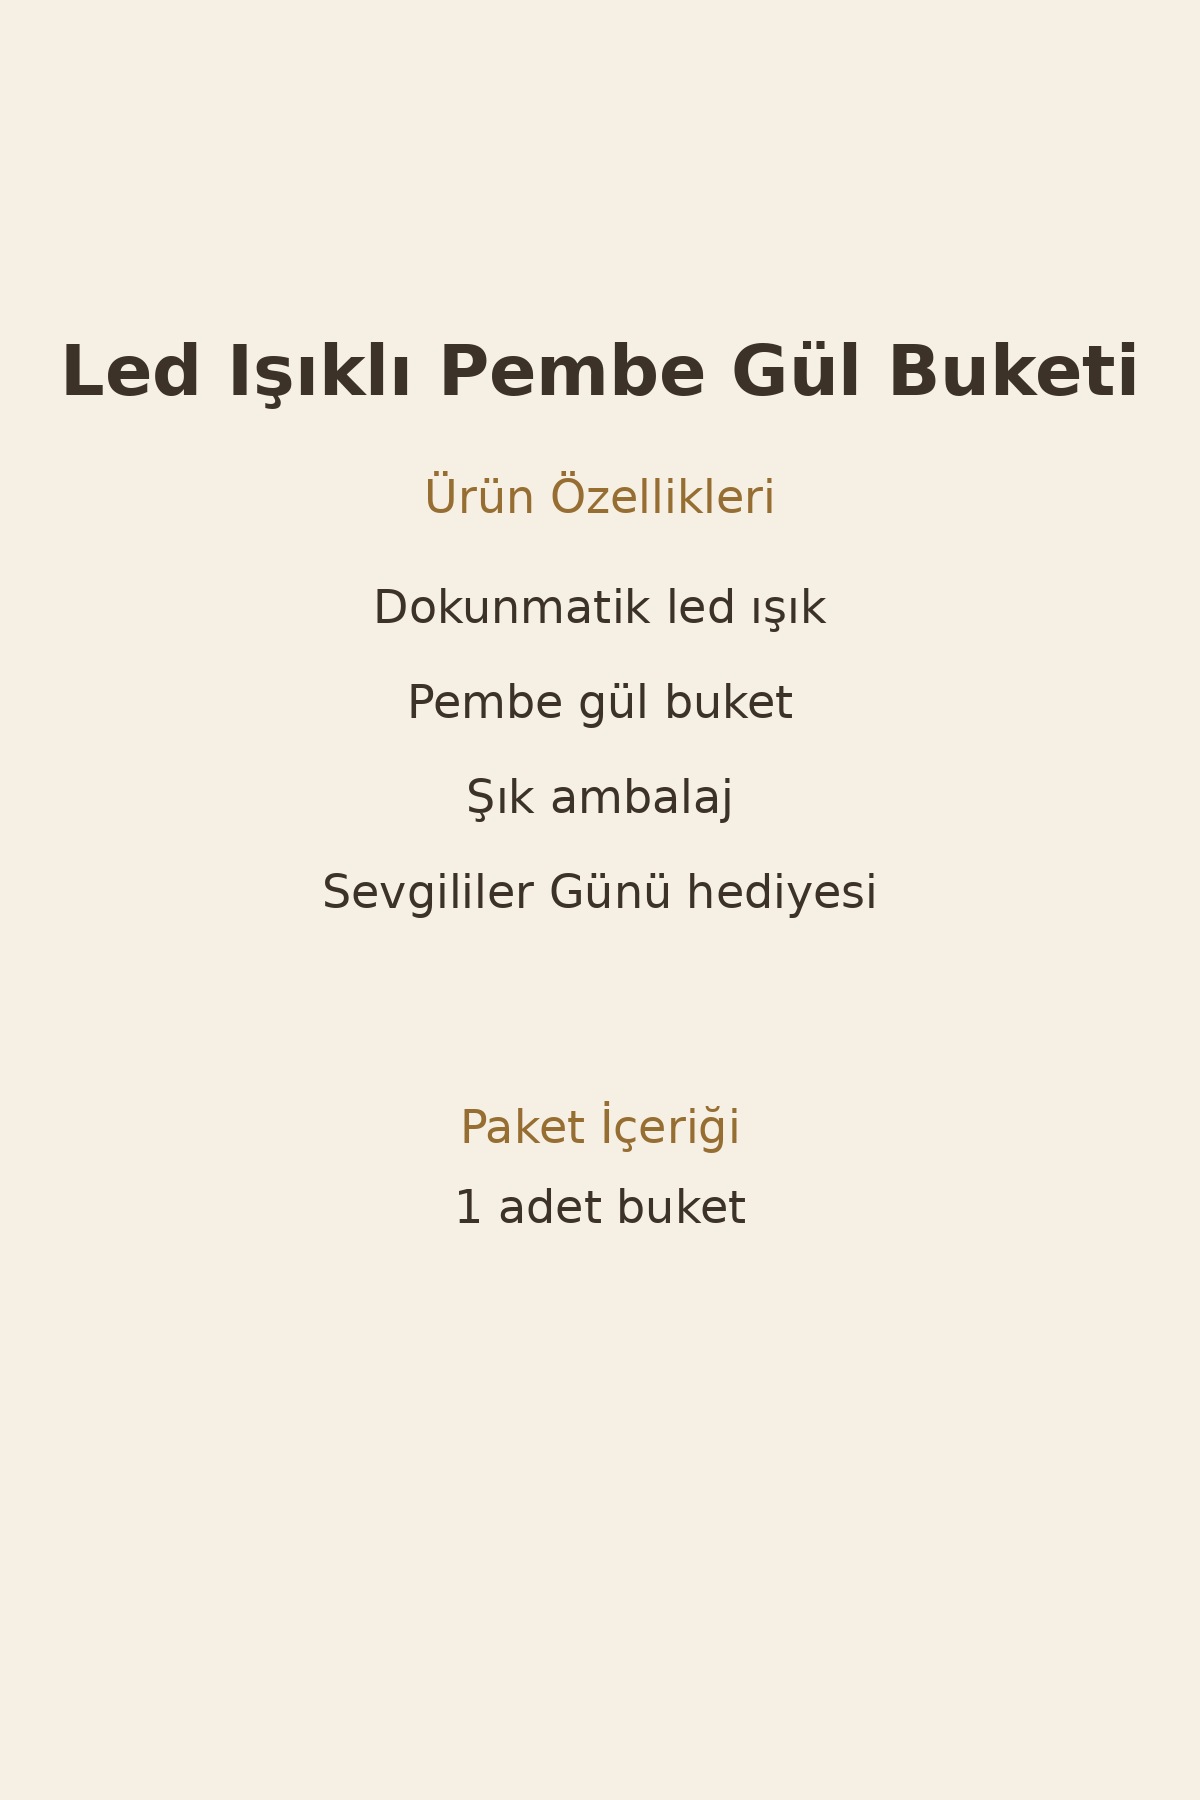 Led Işıklı Pembe Gül Buketi
Ürün Özellikleri
Dokunmatik led ışık
Pembe gül buket
Şık ambalaj
Sevgililer Günü hediyesi
Paket İçeriği
1 adet buket